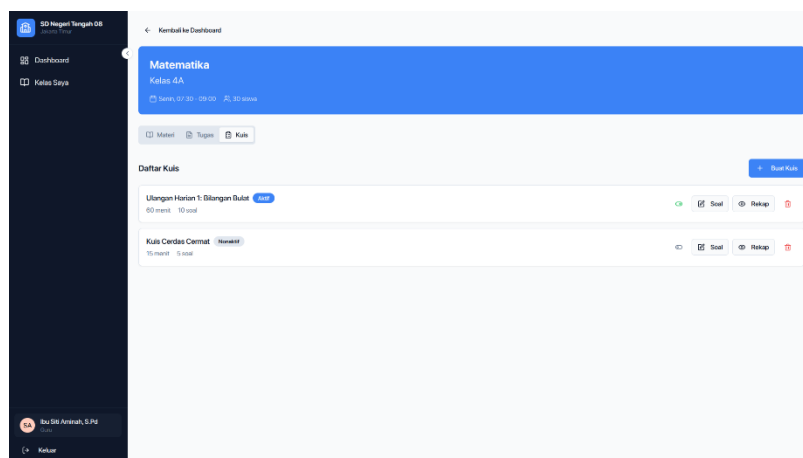 SD Negeri Tengah 08
Jakarta Timur
Dashboard
Kelas Saya
Ibu Siti Aminah, S.Pd
SA
Guru
Keluar
Kembali ke Dashboard
Matematika
Kelas 4A
Senin, 07:30 - 09:00 30 siswa
Materi Tugas Kuis
Daftar Kuis
+ Buat Kuis
Ulangan Harian 1: Bilangan Bulat Aktif
60 menit 10 soal
Soal Rekap
Kuis Cerdas Cermat Nonaktif
15 menit 5 soal
Soal Rekap